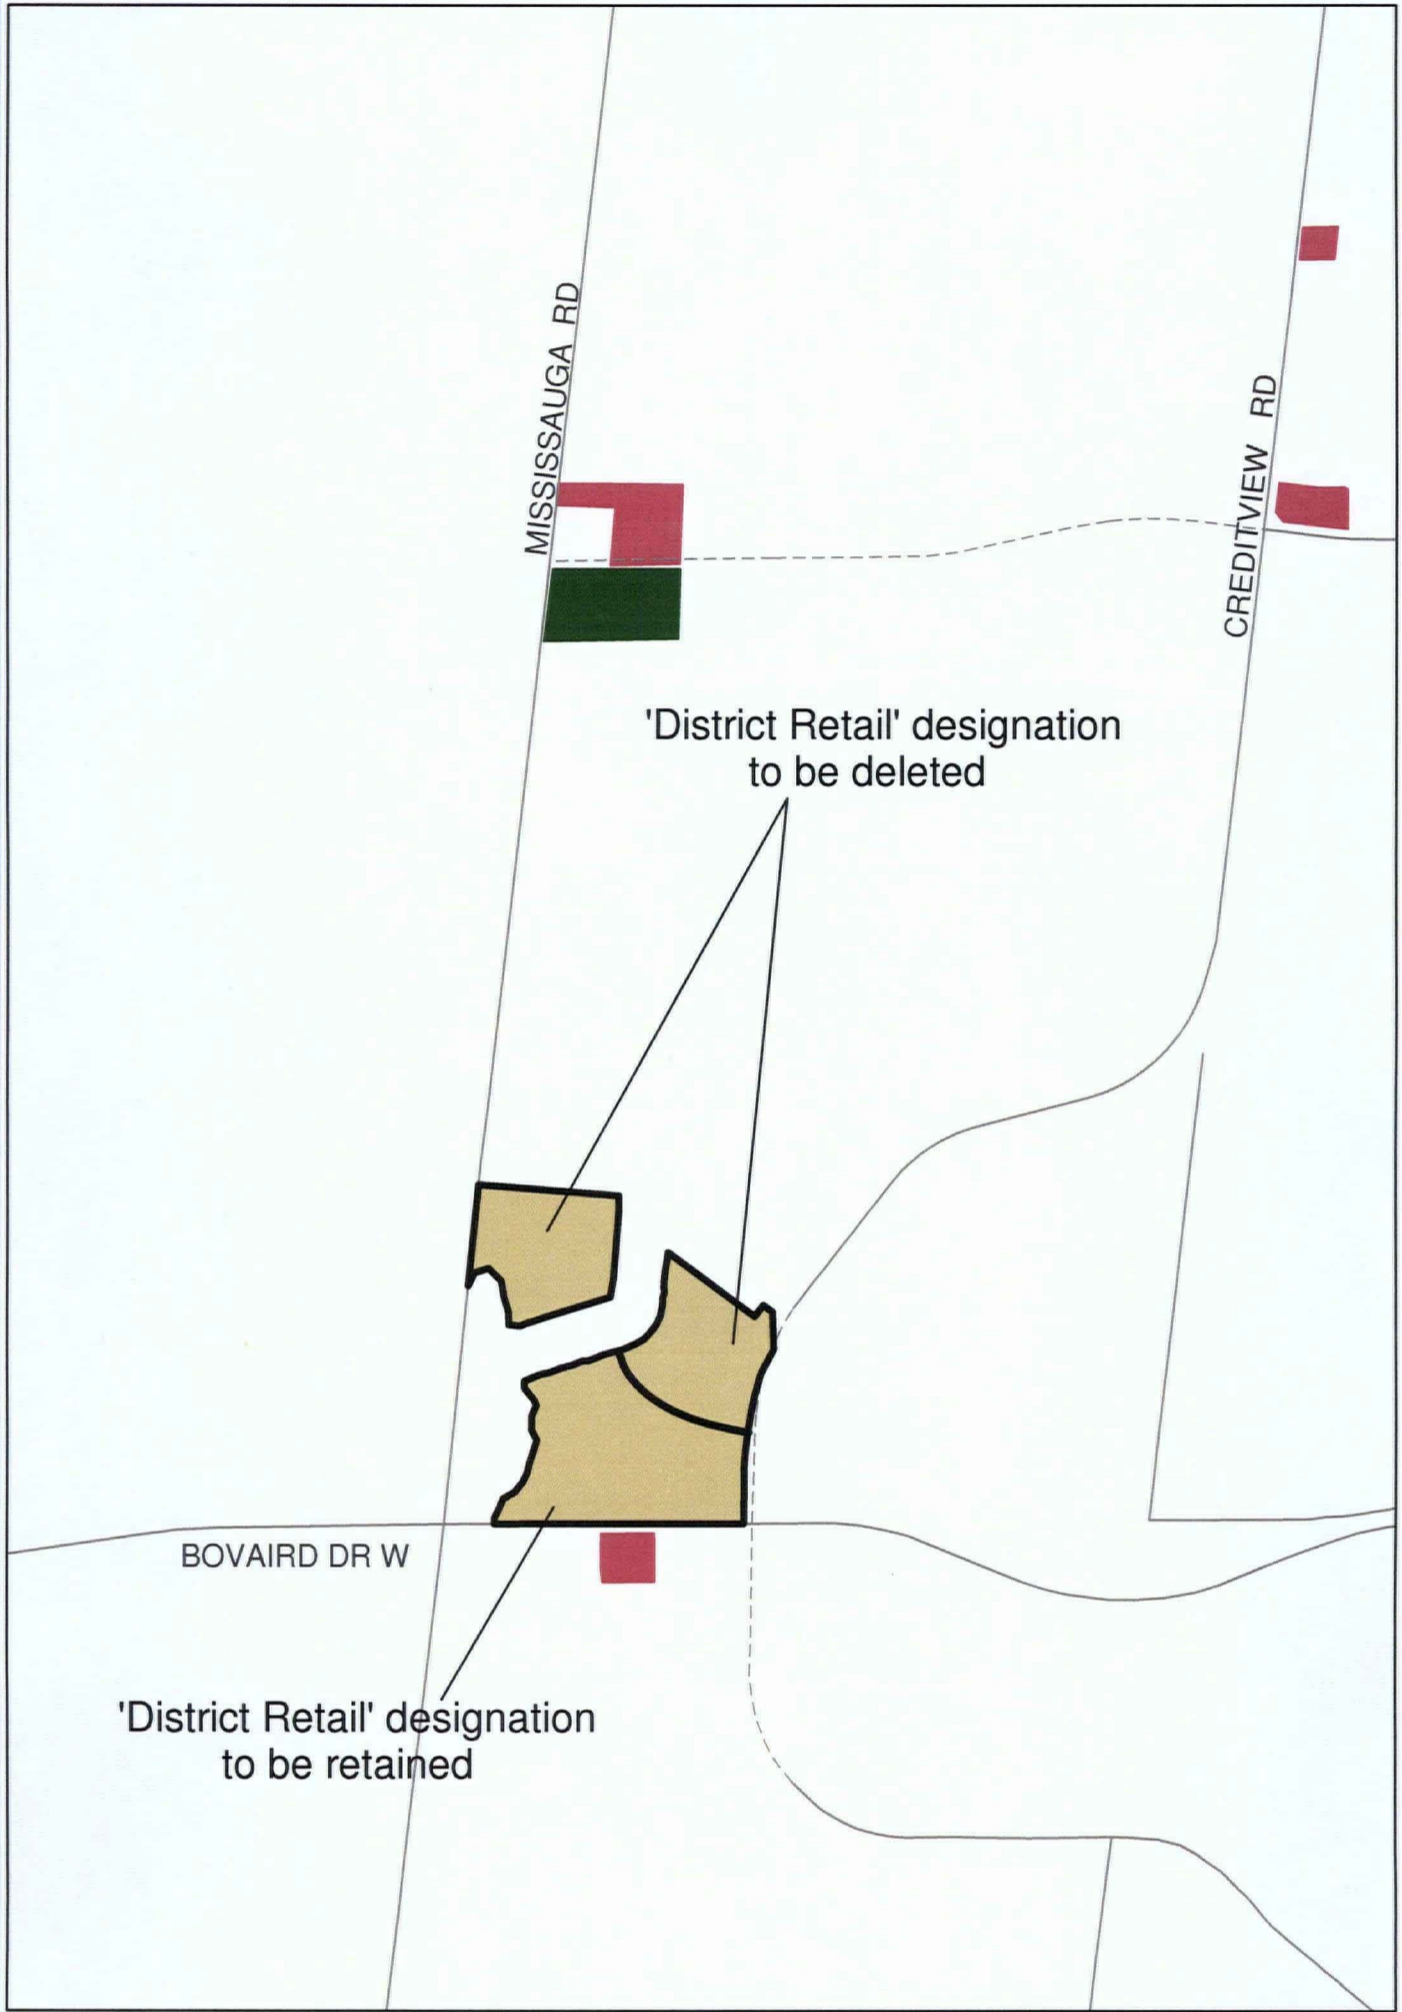 MISSISSAUGA RD
CREDITVIEW RD
'District Retail' designation
to be deleted
BOVAIRD DR W
'District Retail' designation
to be retained